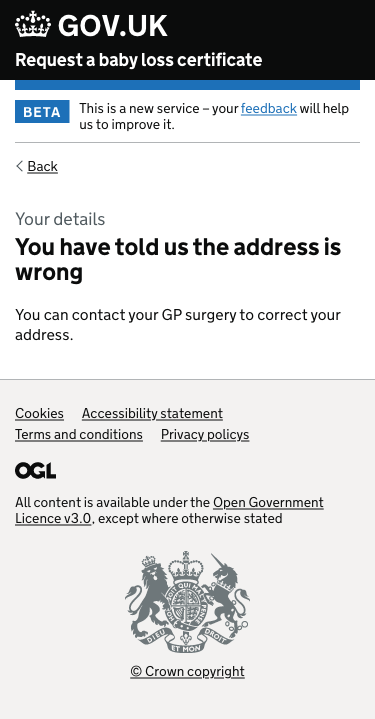 GOV.UK
Request a baby loss certificate
BETA
This is a new service – your feedback will help
us to improve it.
Back
Your details
You have told us the address is
wrong
You can contact your GP surgery to correct your
address.
Cookies Accessibility statement
Terms and conditions Privacy policys
OGL
All content is available under the Open Government
Licence v3.0, except where otherwise stated
DIEU ET MON DROIT
© Crown copyright